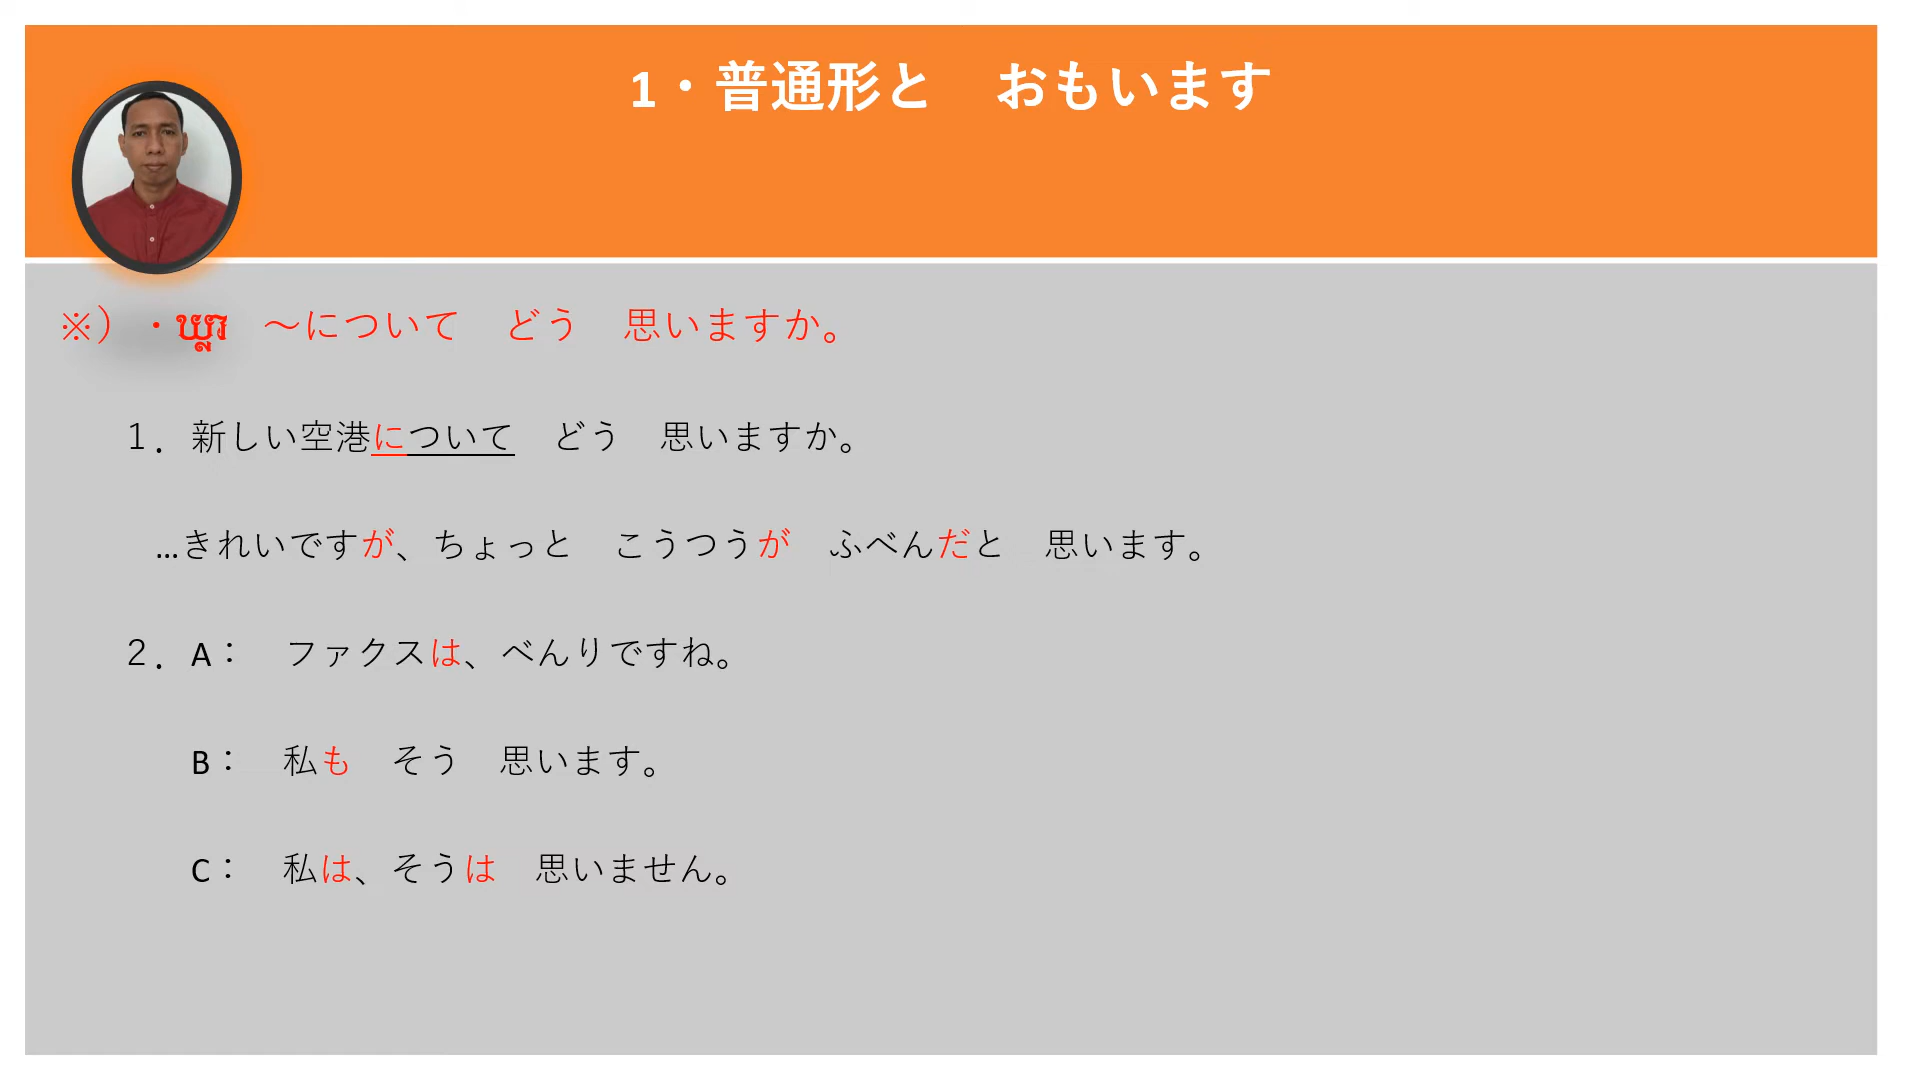 1・普通形と　おもいます
※）・ឃ្លា　～について　どう　思いますか。
１．新しい空港について　どう　思いますか。
…きれいですが、ちょっと　こうつうが　ふべんだと　思います。
２．A：　ファクスは、べんりですね。
B：　私も　そう　思います。
C：　私は、そうは　思いません。